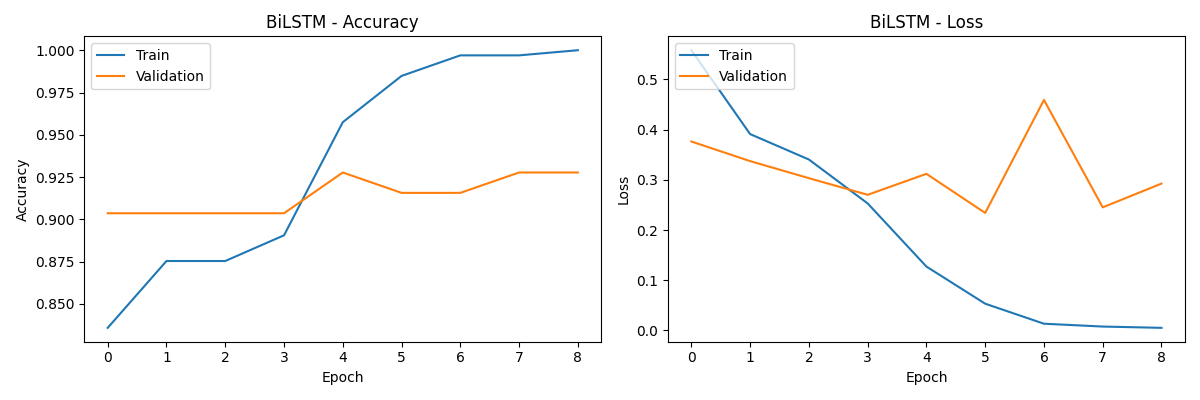 BiLSTM - Accuracy
Train
Validation
1.000
0.975
0.950
0.925
0.900
0.875
0.850
Accuracy
0 1 2 3 4 5 6 7 8
Epoch
BiLSTM - Loss
Train
Validation
0.5
0.4
0.3
0.2
0.1
0.0
Loss
0 1 2 3 4 5 6 7 8
Epoch